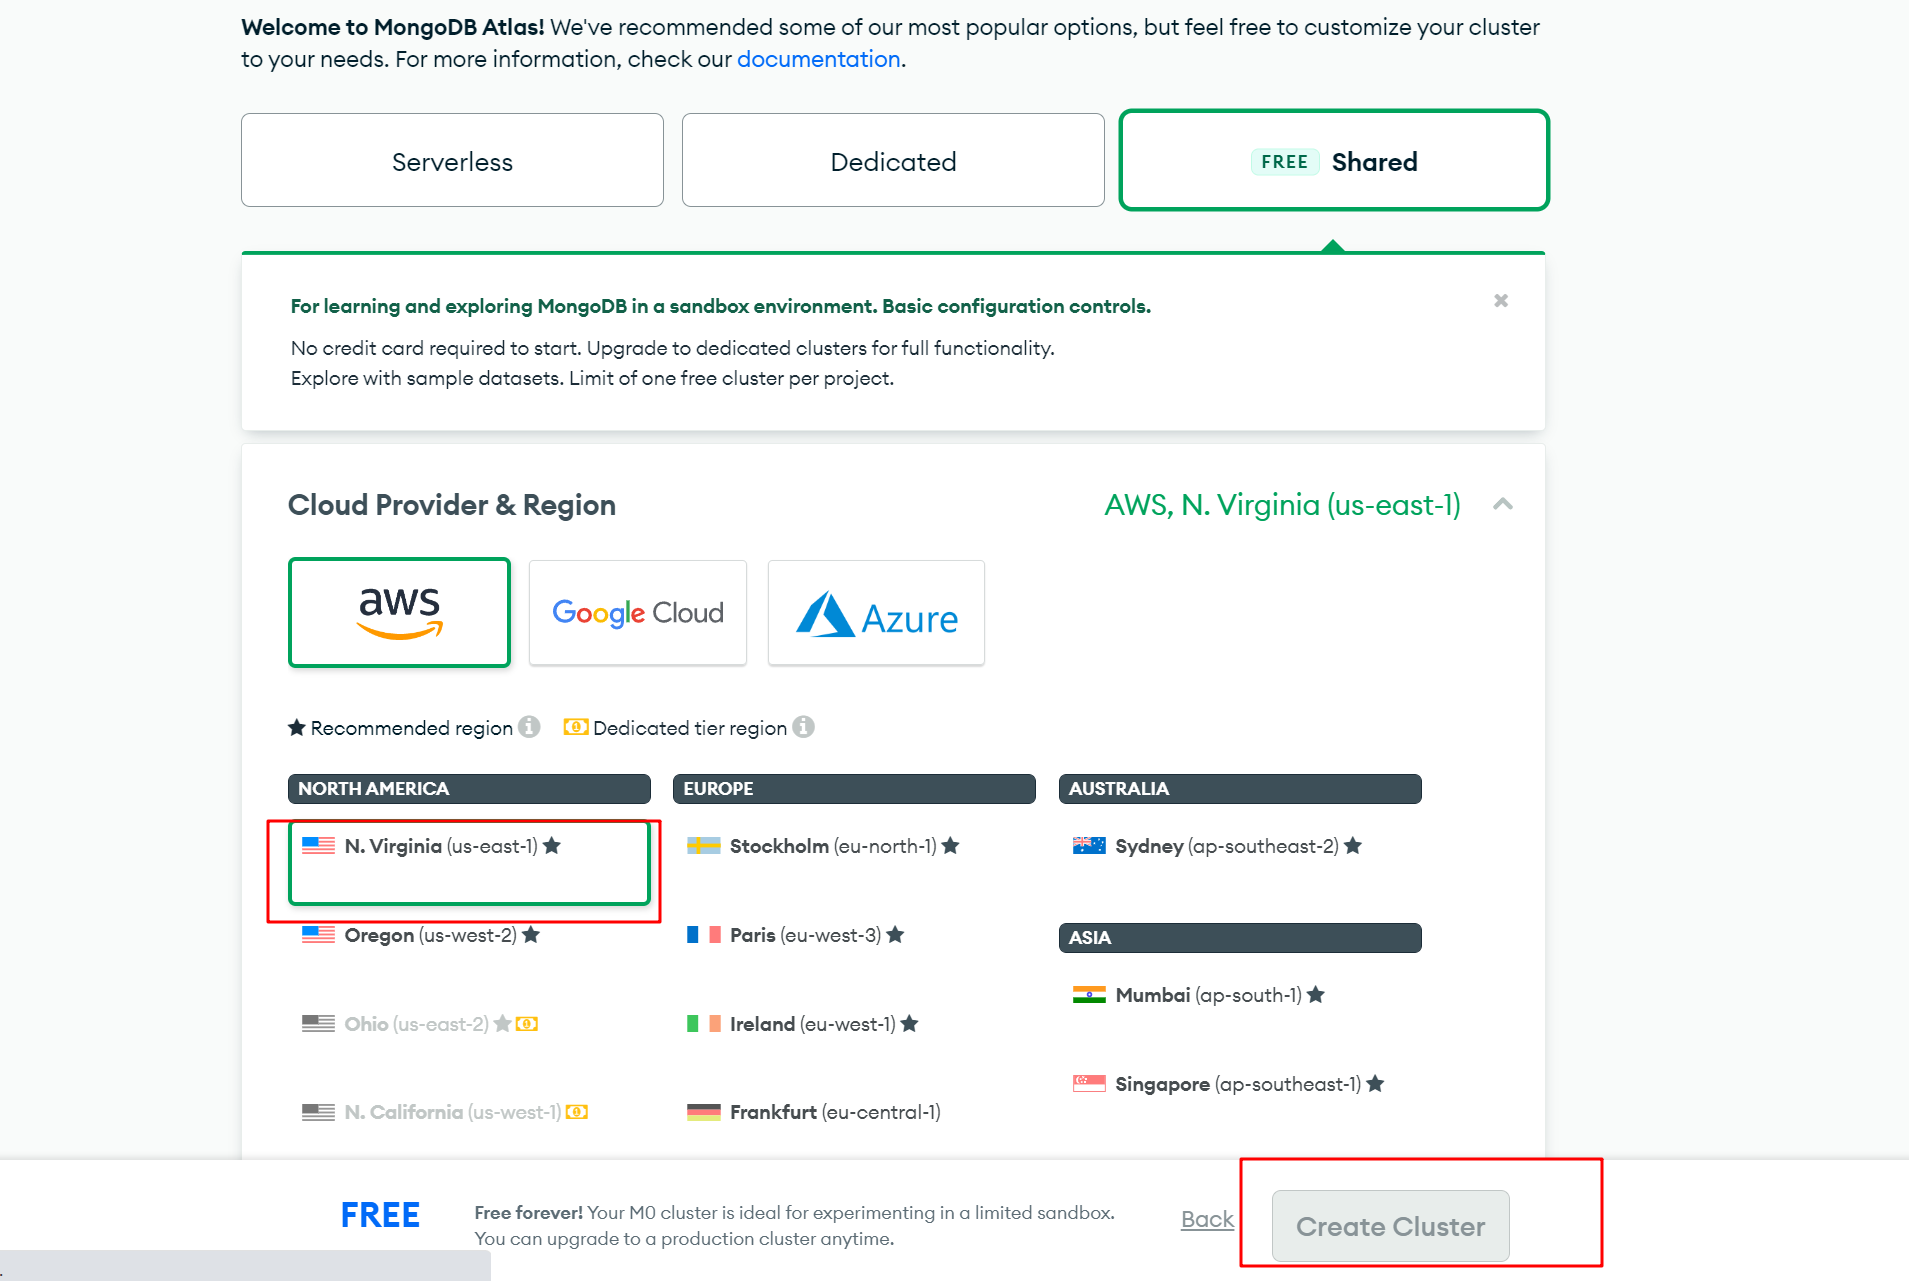 Welcome to MongoDB Atlas! We've recommended some of our most popular options, but feel free to customize your cluster
to your needs. For more information, check our documentation.
Serverless
Dedicated
FREE Shared
For learning and exploring MongoDB in a sandbox environment. Basic configuration controls.
No credit card required to start. Upgrade to dedicated clusters for full functionality.
Explore with sample datasets. Limit of one free cluster per project.
Cloud Provider & Region
AWS, N. Virginia (us-east-1)
aws
Google Cloud
Azure
Recommended region
Dedicated tier region
NORTH AMERICA
N. Virginia (us-east-1)
Oregon (us-west-2)
Ohio (us-east-2)
N. California (us-west-1)
EUROPE
Stockholm (eu-north-1)
Paris (eu-west-3)
Ireland (eu-west-1)
Frankfurt (eu-central-1)
AUSTRALIA
Sydney (ap-southeast-2)
ASIA
Mumbai (ap-south-1)
Singapore (ap-southeast-1)
FREE
Free forever! Your M0 cluster is ideal for experimenting in a limited sandbox.
You can upgrade to a production cluster anytime.
Back
Create Cluster